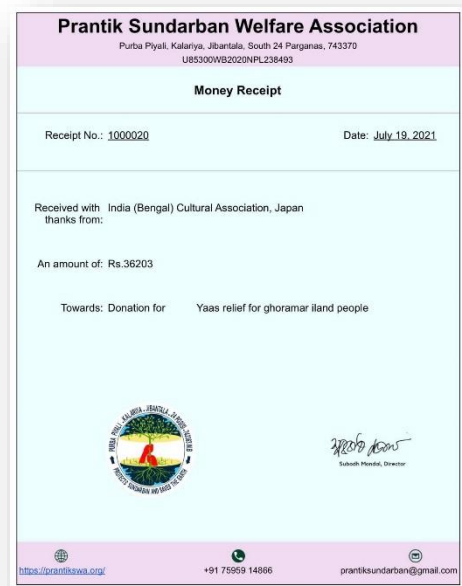 Prantik Sundarban Welfare Association
Purba Piyali, Kalariya, Jibantala, South 24 Parganas, 743370
U85300WB2020NPL238493
Money Receipt
Receipt No.: 1000020 Date: July 19, 2021
Received with India (Bengal) Cultural Association, Japan
thanks from:
An amount of: Rs.36203
Towards: Donation for Yaas relief for ghoramar iland people
Subodh Mondal, Director
https://prantikswa.org/ +91 75959 14866 prantiksundarban@gmail.com